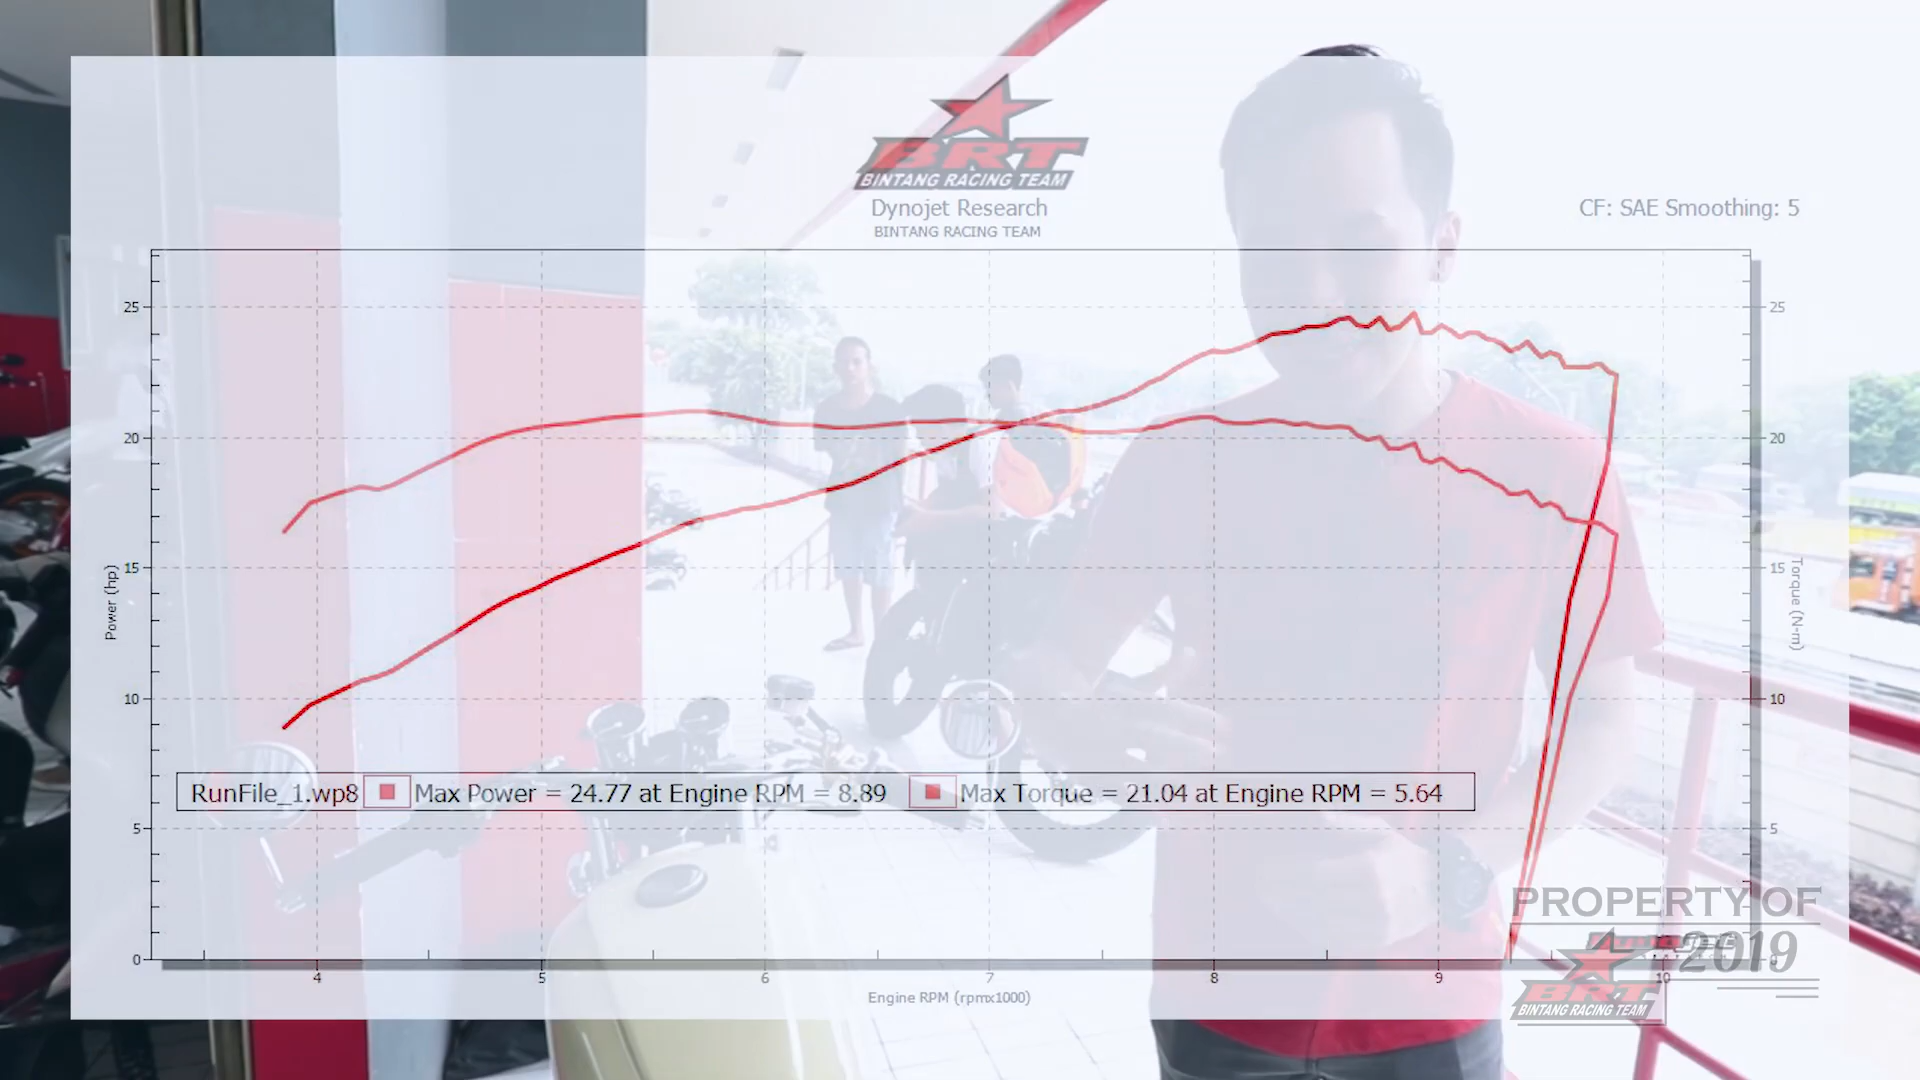 BRT
BINTANG RACING TEAM
Dynojet Research
BINTANG RACING TEAM
CF: SAE Smoothing: 5
25
20
15
10
5
0
Power (hp)
25
20
15
10
5
Torque (N-m)
RunFile_1.wp8 Max Power = 24.77 at Engine RPM = 8.89 Max Torque = 21.04 at Engine RPM = 5.64
4 5 6 7 8 9 10
Engine RPM (rpmx1000)
PROPERTY OF
2019
BRT
BINTANG RACING TEAM